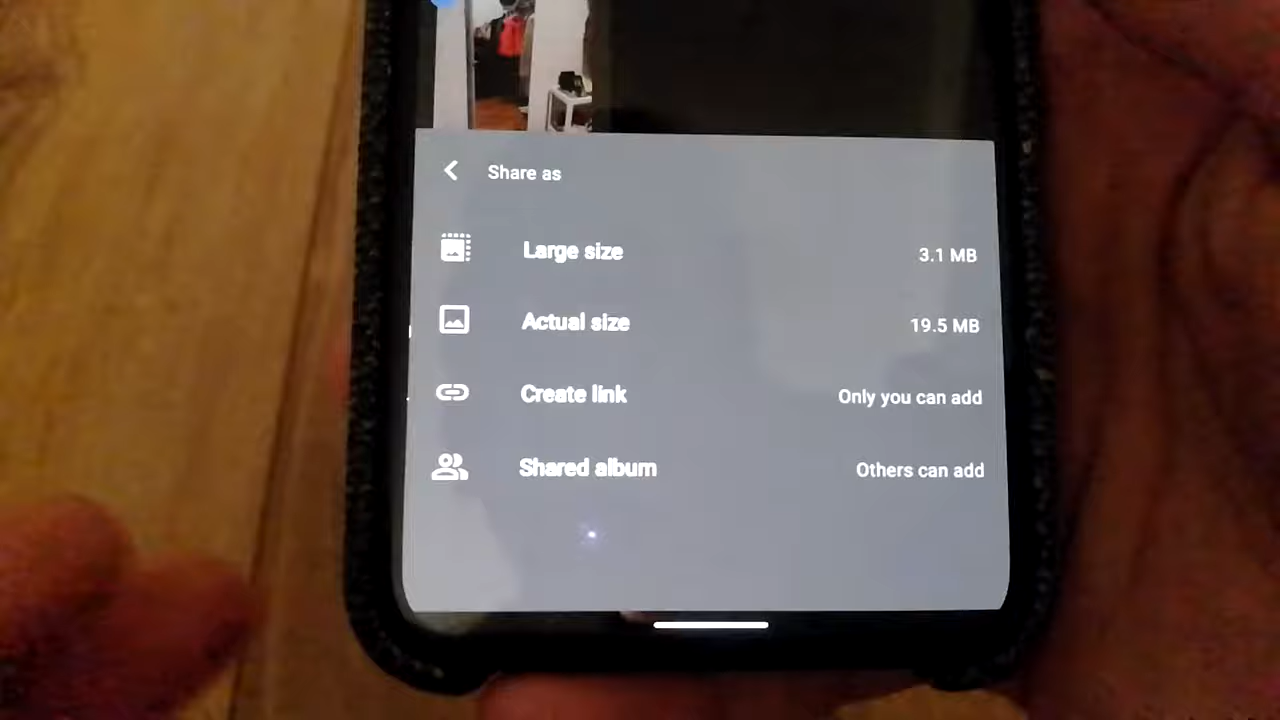 Share as
Large size 3.1 MB
Actual size 19.5 MB
Create link Only you can add
Shared album Others can add